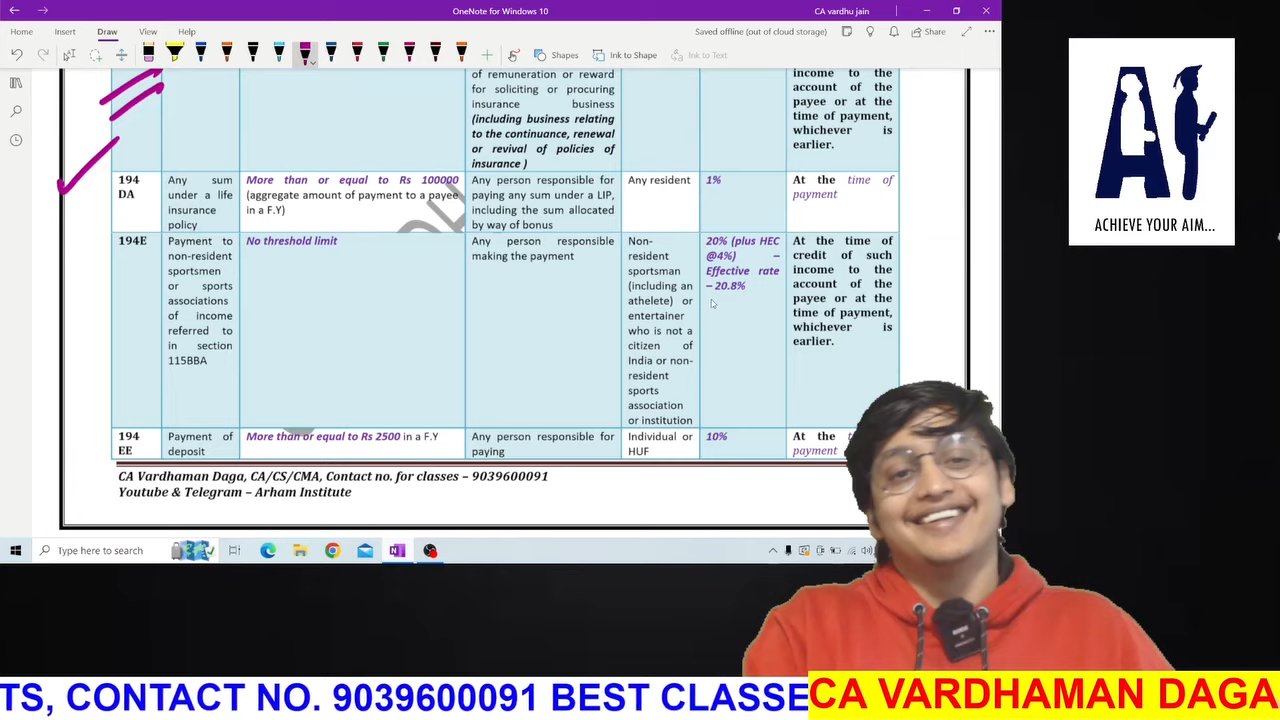 OneNote for Windows 10
CA vardhu jain
Home
Insert
Draw
View
Help
Saved offline (out of cloud storage)
Share
Shapes
Ink to Shape
Ink to Text
of remuneration or reward
for soliciting or procuring
insurance business
(including business relating
to the continuance, renewal
or revival of policies of
insurance )
income to the
account of the
payee or at the
time of payment,
whichever is
earlier.
194
DA
Any sum
under a life
insurance
policy
More than or equal to Rs 100000
(aggregate amount of payment to a payee
in a F.Y)
Any person responsible for
paying any sum under a LIP,
including the sum allocated
by way of bonus
Any resident
1%
At the time of
payment
194E
Payment to
non-resident
sportsmen
or sports
associations
of income
referred to
in section
115BBA
No threshold limit
Any person responsible
making the payment
Non-
resident
sportsman
(including an
athelete) or
entertainer
who is not a
citizen of
India or non-
resident
sports
association
or institution
20% (plus HEC
@4%) –
Effective rate
– 20.8%
At the time of
credit of such
income to the
account of the
payee or at the
time of payment,
whichever is
earlier.
194
EE
Payment of
deposit
More than or equal to Rs 2500 in a F.Y
Any person responsible for
paying
Individual or
HUF
10%
At the
payment
CA Vardhaman Daga, CA/CS/CMA, Contact no. for classes – 9039600091
Youtube & Telegram – Arham Institute
Type here to search
ACHIEVE YOUR AIM...
TS, CONTACT NO. 9039600091 BEST CLASSE
CA VARDHAMAN DAGA